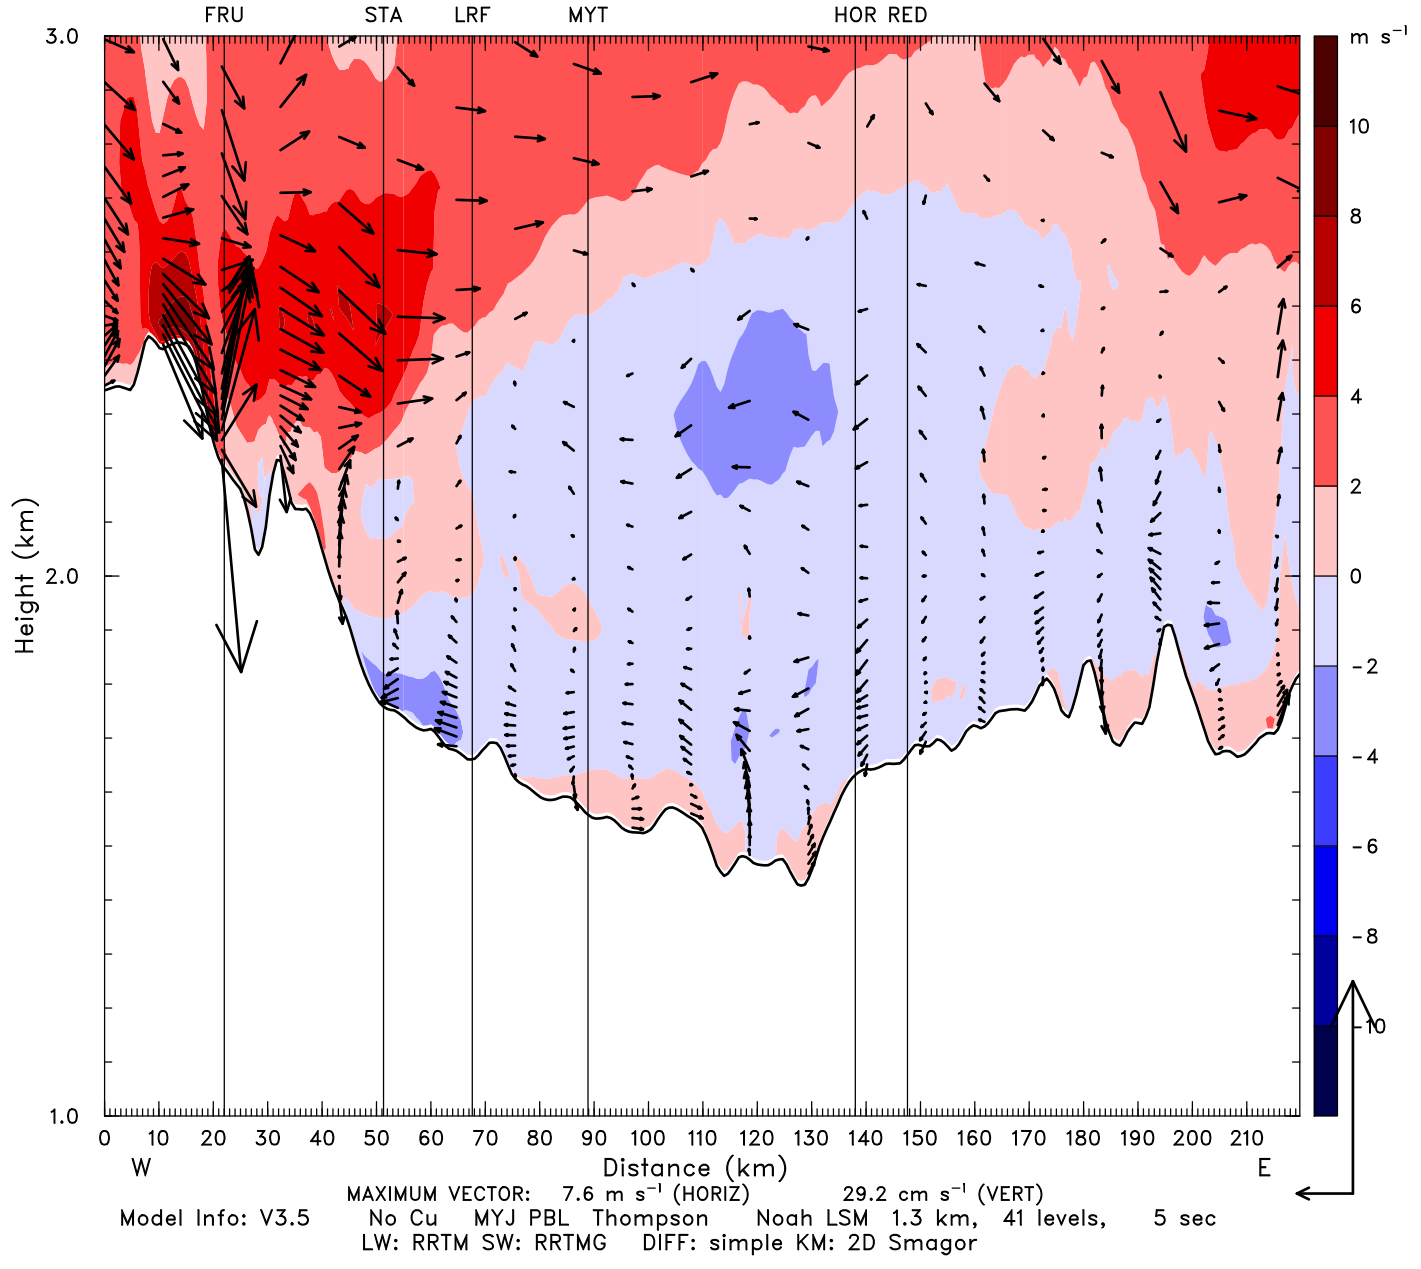 FRU STA LRF MYT HOR RED
3.0
m s⁻¹
10
8
6
4
2
2.0
0
-2
-4
-6
-8
-10
Height (km)
1.0
0 10 20 30 40 50 60 70 80 90 100 110 120 130 140 150 160 170 180 190 200 210
W Distance (km) E
MAXIMUM VECTOR: 7.6 m s⁻¹ (HORIZ) 29.2 cm s⁻¹ (VERT)
Model Info: V3.5 No Cu MYJ PBL Thompson Noah LSM 1.3 km, 41 levels, 5 sec
LW: RRTM SW: RRTMG DIFF: simple KM: 2D Smagor